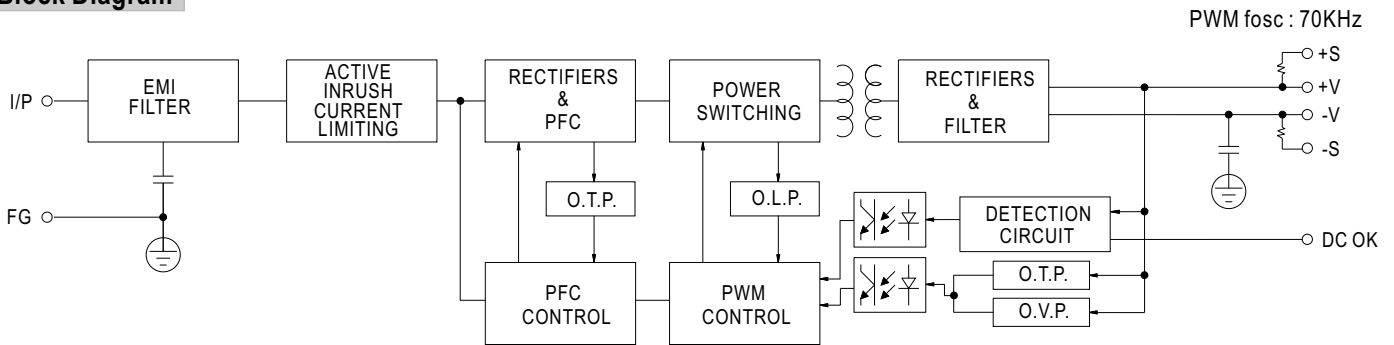 Block Diagram
PWM fosc : 70KHz
I/P
EMI
FILTER
ACTIVE
INRUSH
CURRENT
LIMITING
RECTIFIERS
&
PFC
POWER
SWITCHING
RECTIFIERS
&
FILTER
+S
+V
-V
-S
O.T.P.
O.L.P.
FG
DETECTION
CIRCUIT
DC OK
PFC
CONTROL
PWM
CONTROL
O.T.P.
O.V.P.